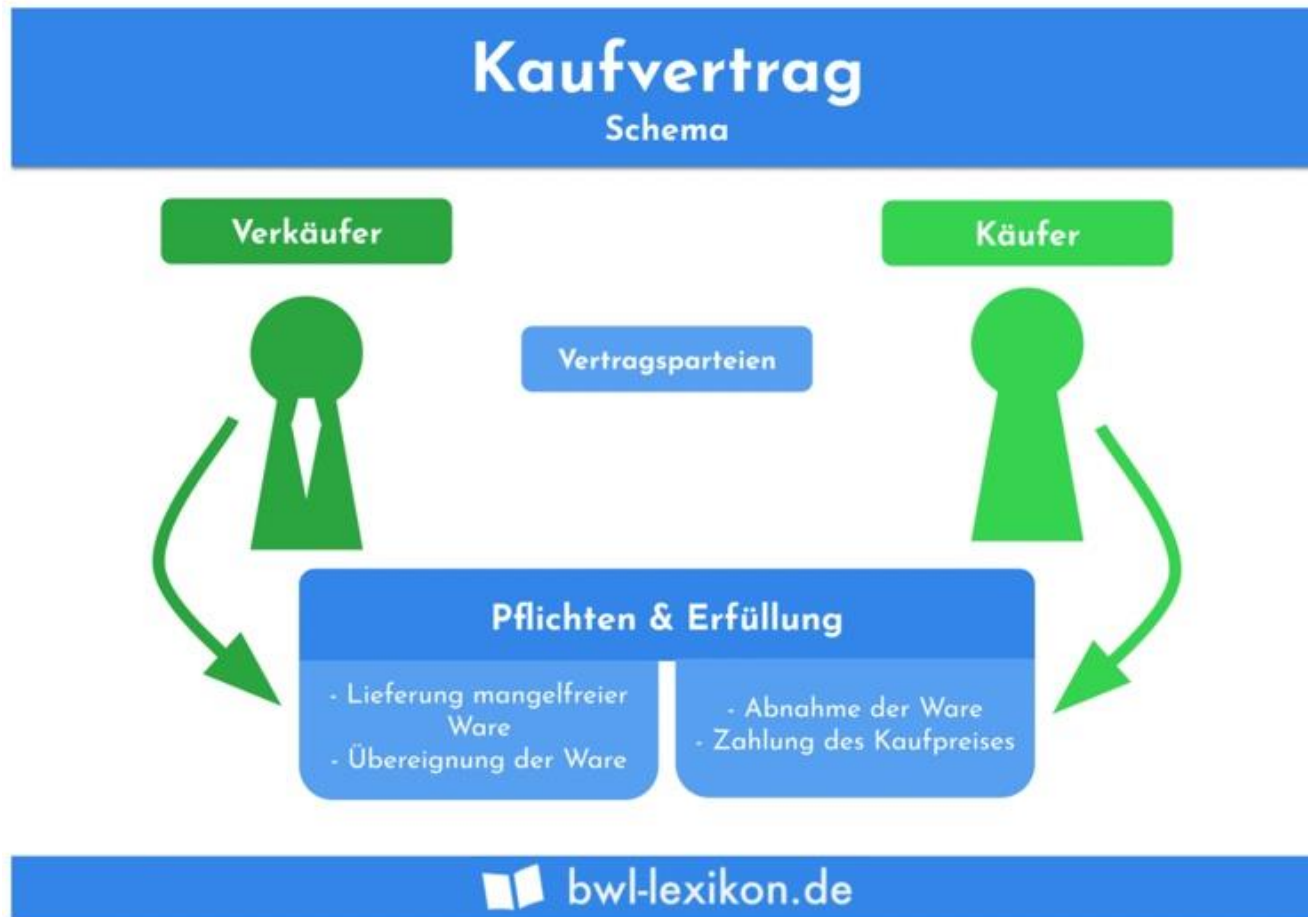 Kaufvertrag
Schema
Verkäufer
Käufer
Vertragsparteien
Pflichten & Erfüllung
- Lieferung mangelfreier
Ware
- Übereignung der Ware
- Abnahme der Ware
- Zahlung des Kaufpreises
bwl-lexikon.de